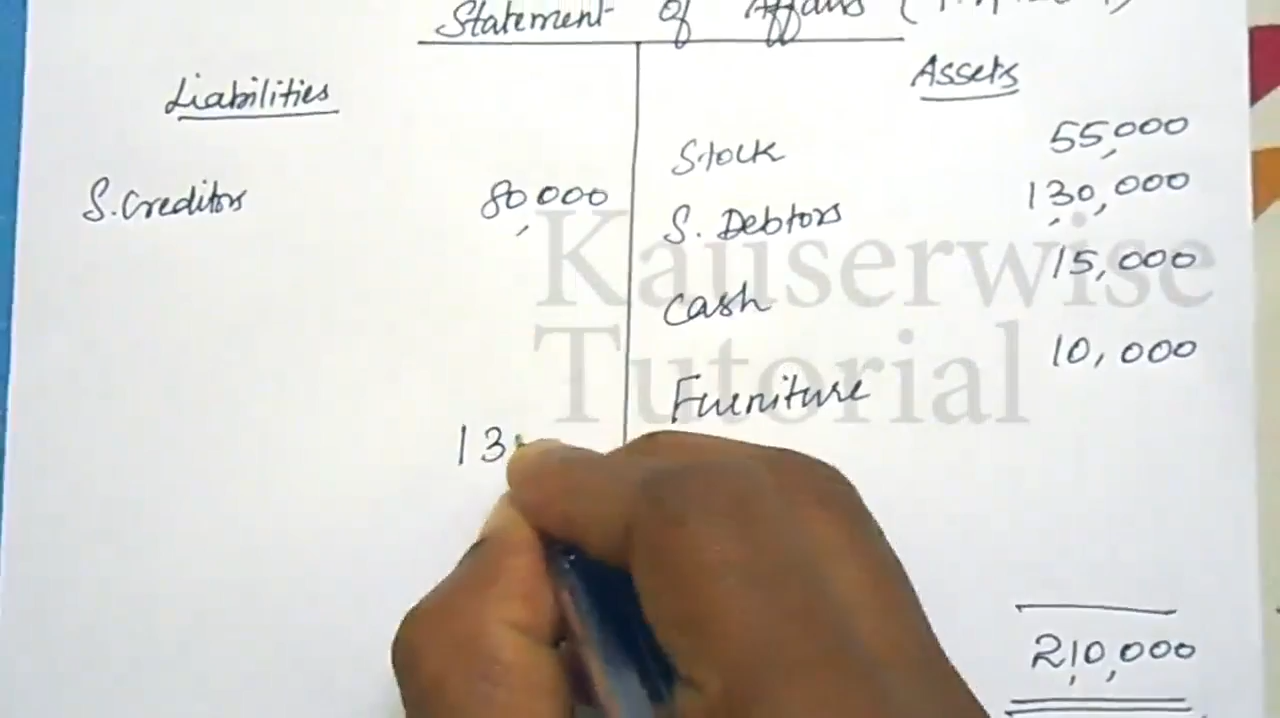 Statement of Affairs (
Liabilities
Assets
S. Creditors 80,000
Stock 55,000
S. Debtors 130,000
Cash 15,000
Furniture 10,000
13
210,000
Kauserwise
Tutorial